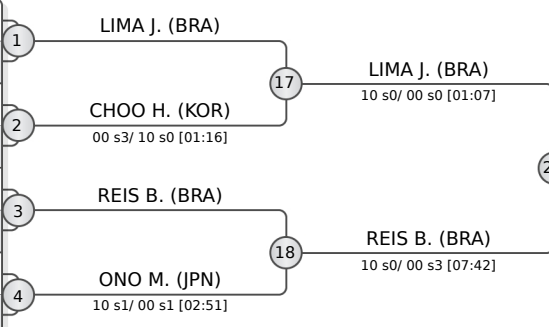 LIMA J. (BRA)
1
17
LIMA J. (BRA)
10 s0/ 00 s0 [01:07]
CHOO H. (KOR)
2
00 s3/ 10 s0 [01:16]
REIS B. (BRA)
3
18
REIS B. (BRA)
10 s0/ 00 s3 [07:42]
ONO M. (JPN)
4
10 s1/ 00 s1 [02:51]